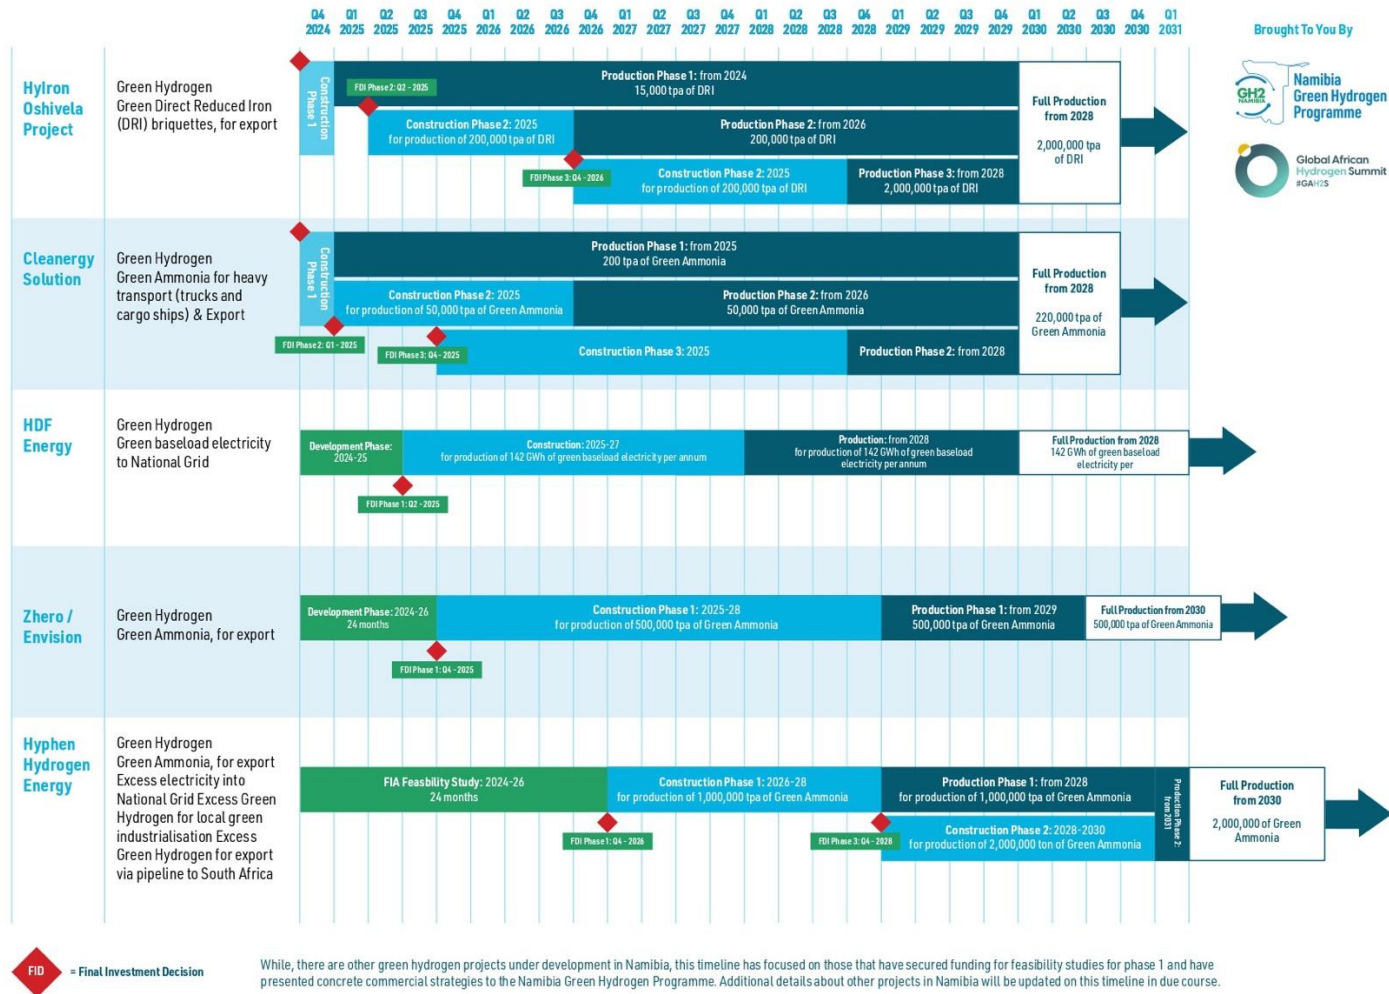 Q4 Q1 Q2 Q3 Q4 Q1 Q2 Q3 Q4 Q1 Q2 Q3 Q4 Q1 Q2 Q3 Q4 Q1 Q2 Q3 Q4 Q1 Q2 Q3 Q4 Q1
2024 2025 2025 2025 2025 2026 2026 2026 2026 2027 2027 2027 2027 2028 2028 2028 2028 2029 2029 2029 2029 2030 2030 2030 2030 2031
Brought To You By
GH2
NAMIBIA
Namibia
Green Hydrogen
Programme
Global African
Hydrogen Summit
#GAH2S
HyIron
Oshivela
Project
Green Hydrogen
Green Direct Reduced Iron
(DRI) briquettes, for export
Construction
Phase 1
Production Phase 1: from 2024
15,000 tpa of DRI
FDI Phase 2: Q2 - 2025
Construction Phase 2: 2025
for production of 200,000 tpa of DRI
Production Phase 2: from 2026
200,000 tpa of DRI
FDI Phase 3: Q4 - 2026
Construction Phase 2: 2025
for production of 200,000 tpa of DRI
Production Phase 3: from 2028
2,000,000 tpa of DRI
Full Production
from 2028
2,000,000 tpa
of DRI
Cleanergy
Solution
Green Hydrogen
Green Ammonia for heavy
transport (trucks and
cargo ships) & Export
Construction
Phase 1
Production Phase 1: from 2025
200 tpa of Green Ammonia
Construction Phase 2: 2025
for production of 50,000 tpa of Green Ammonia
Production Phase 2: from 2026
50,000 tpa of Green Ammonia
FDI Phase 2: Q1 - 2025
FDI Phase 3: Q4 - 2025
Construction Phase 3: 2025
Production Phase 2: from 2028
Full Production
from 2028
220,000 tpa of
Green Ammonia
HDF
Energy
Green Hydrogen
Green baseload electricity
to National Grid
Development Phase:
2024-25
Construction: 2025-27
for production of 142 GWh of green baseload electricity per annum
Production: from 2028
for production of 142 GWh of green baseload
electricity per annum
Full Production from 2028
142 GWh of green baseload
electricity per
FDI Phase 1: Q2 - 2025
Zhero /
Envision
Green Hydrogen
Green Ammonia, for export
Development Phase: 2024-26
24 months
Construction Phase 1: 2025-28
for production of 500,000 tpa of Green Ammonia
Production Phase 1: from 2029
500,000 tpa of Green Ammonia
Full Production from 2030
500,000 tpa of Green Ammonia
FDI Phase 1: Q4 - 2025
Hyphen
Hydrogen
Energy
Green Hydrogen
Green Ammonia, for export
Excess electricity into
National Grid Excess Green
Hydrogen for local green
industrialisation Excess
Green Hydrogen for export
via pipeline to South Africa
FIA Feasbility Study: 2024-26
24 months
Construction Phase 1: 2026-28
for production of 1,000,000 tpa of Green Ammonia
Production Phase 1: from 2028
for production of 1,000,000 tpa of Green Ammonia
FDI Phase 1: Q4 - 2026
FDI Phase 3: Q4 - 2028
Construction Phase 2: 2028-2030
for production of 2,000,000 ton of Green Ammonia
Production Phase 2:
from 2031
Full Production
from 2030
2,000,000 of Green
Ammonia
FID
= Final Investment Decision
While, there are other green hydrogen projects under development in Namibia, this timeline has focused on those that have secured funding for feasibility studies for phase 1 and have
presented concrete commercial strategies to the Namibia Green Hydrogen Programme. Additional details about other projects in Namibia will be updated on this timeline in due course.